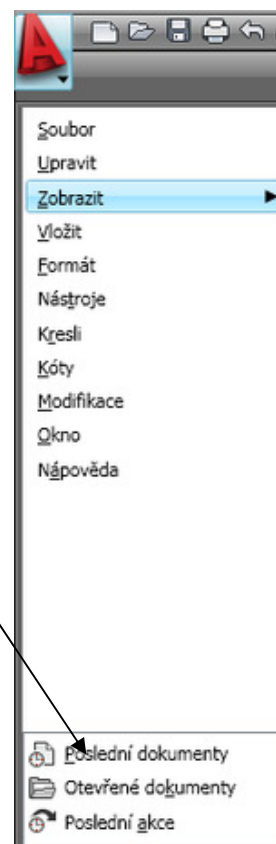 Soubor
Upravit
Zobrazit
Vložit
Formát
Nástroje
Kresli
Kóty
Modifikace
Okno
Nápověda
Poslední dokumenty
Otevřené dokumenty
Poslední akce